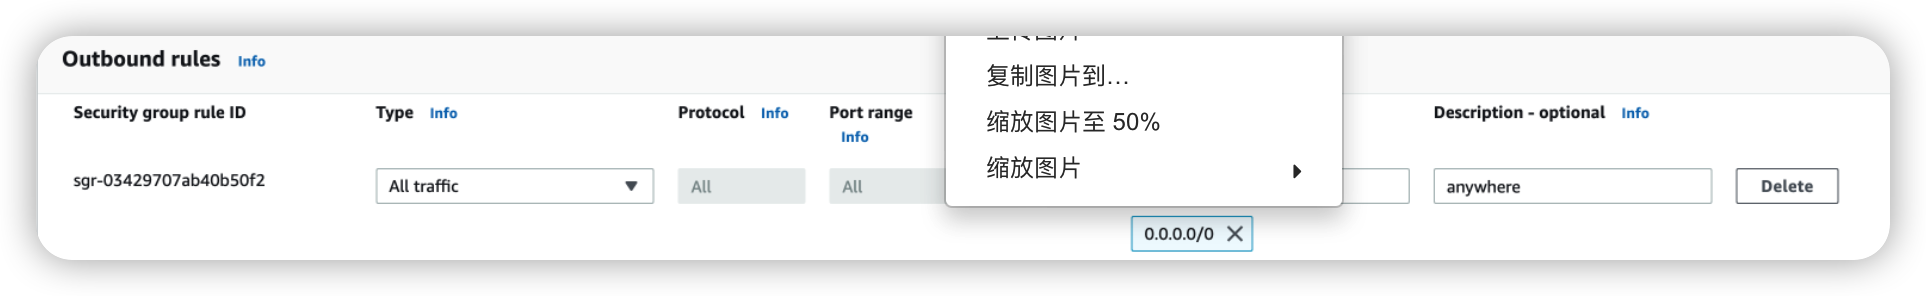 Outbound rules Info
复制图片到...
缩放图片至 50%
缩放图片
Security group rule ID
Type Info
Protocol Info
Port range
Info
Description - optional Info
sgr-03429707ab40b50f2
All traffic
All
All
anywhere
Delete
0.0.0.0/0